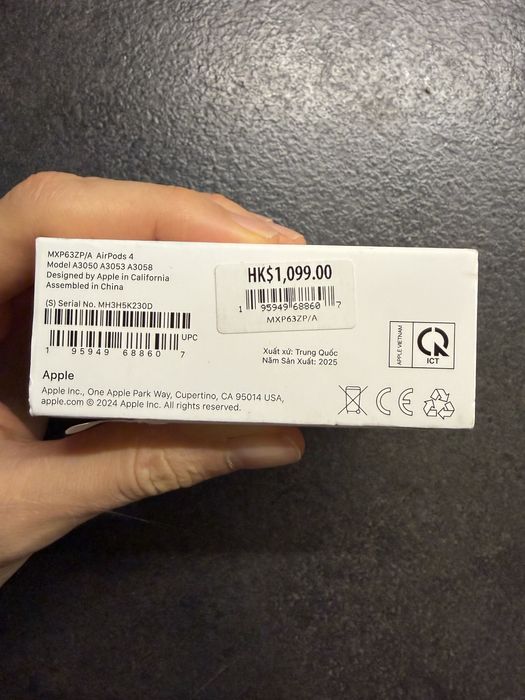 MXP63ZP/A AirPods 4
Model A3050 A3053 A3058
Designed by Apple in California
Assembled in China
(S) Serial No. MH3H5K230D
UPC
1 95949 68860 7
Apple
Apple Inc., One Apple Park Way, Cupertino, CA 95014 USA,
apple.com © 2024 Apple Inc. All rights reserved.
HK$1,099.00
1 95949 68860 7
MXP63ZP/A
Xuất xứ: Trung Quốc
Năm Sản Xuất: 2025
APPLE VIETNAM
ICT
CE